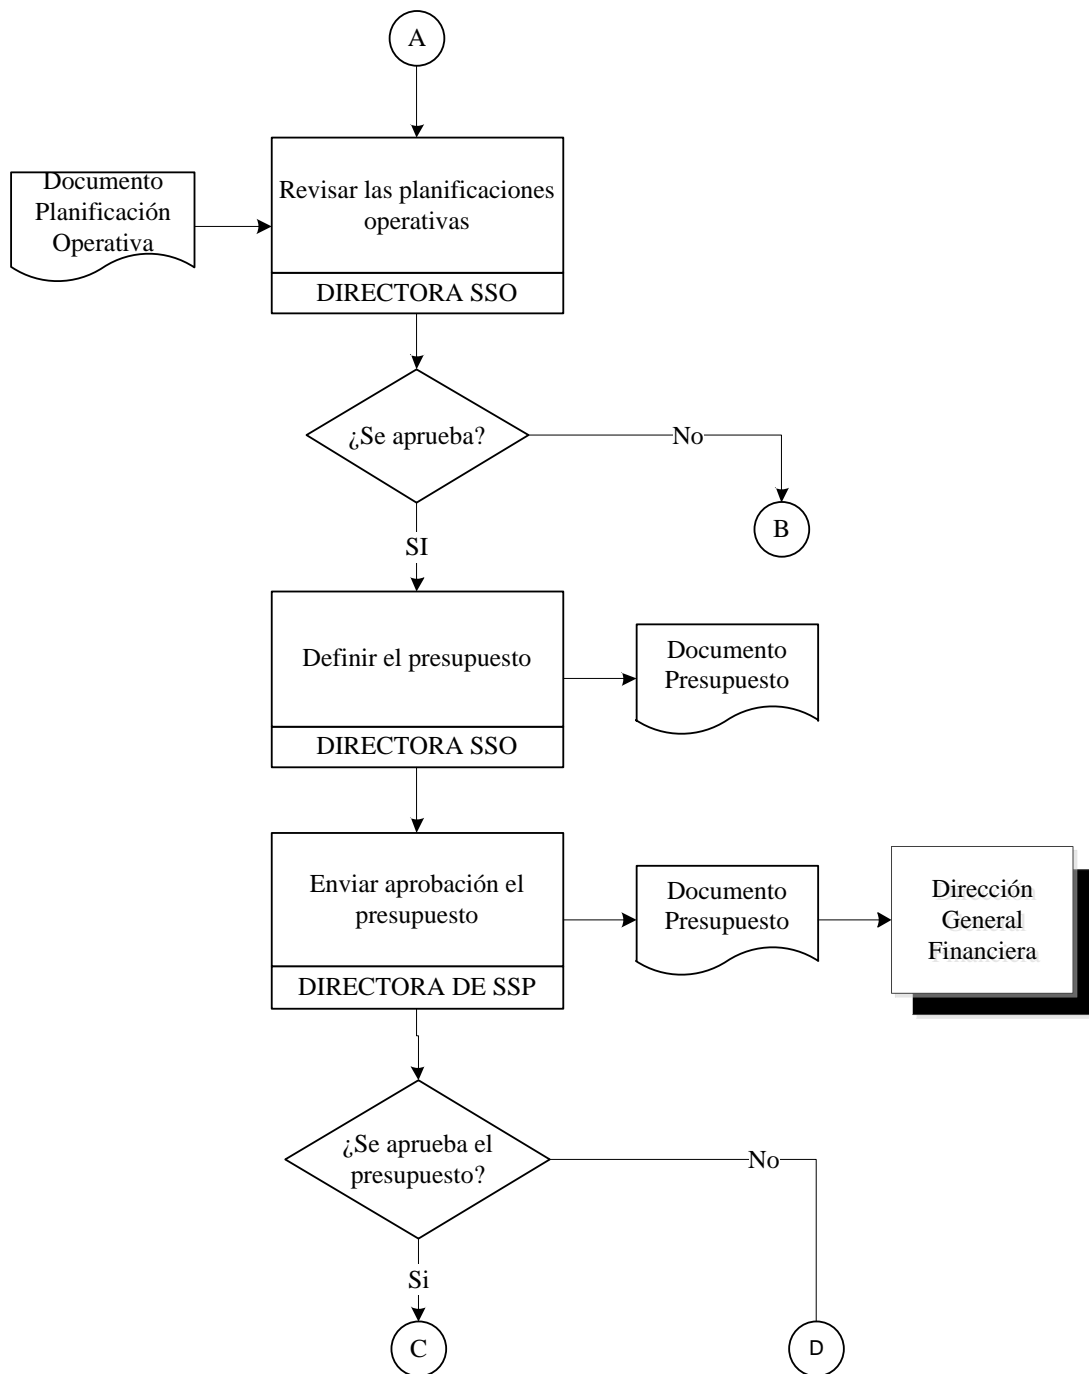 A
Documento
Planificación
Operativa
Revisar las planificaciones
operativas
DIRECTORA SSO
¿Se aprueba?
No
B
SI
Definir el presupuesto
DIRECTORA SSO
Documento
Presupuesto
Enviar aprobación el
presupuesto
DIRECTORA DE SSP
Documento
Presupuesto
Dirección
General
Financiera
¿Se aprueba el
presupuesto?
No
Si
C
D